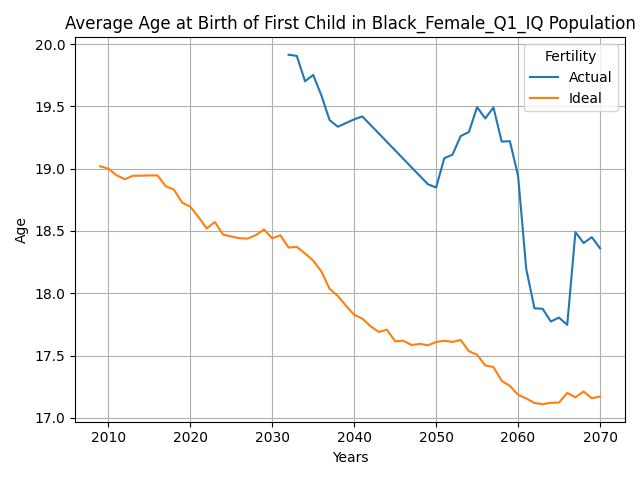 Average Age at Birth of First Child in Black_Female_Q1_IQ Population
20.0
19.5
19.0
18.5
18.0
17.5
17.0
Age
Fertility
Actual
Ideal
2010 2020 2030 2040 2050 2060 2070
Years